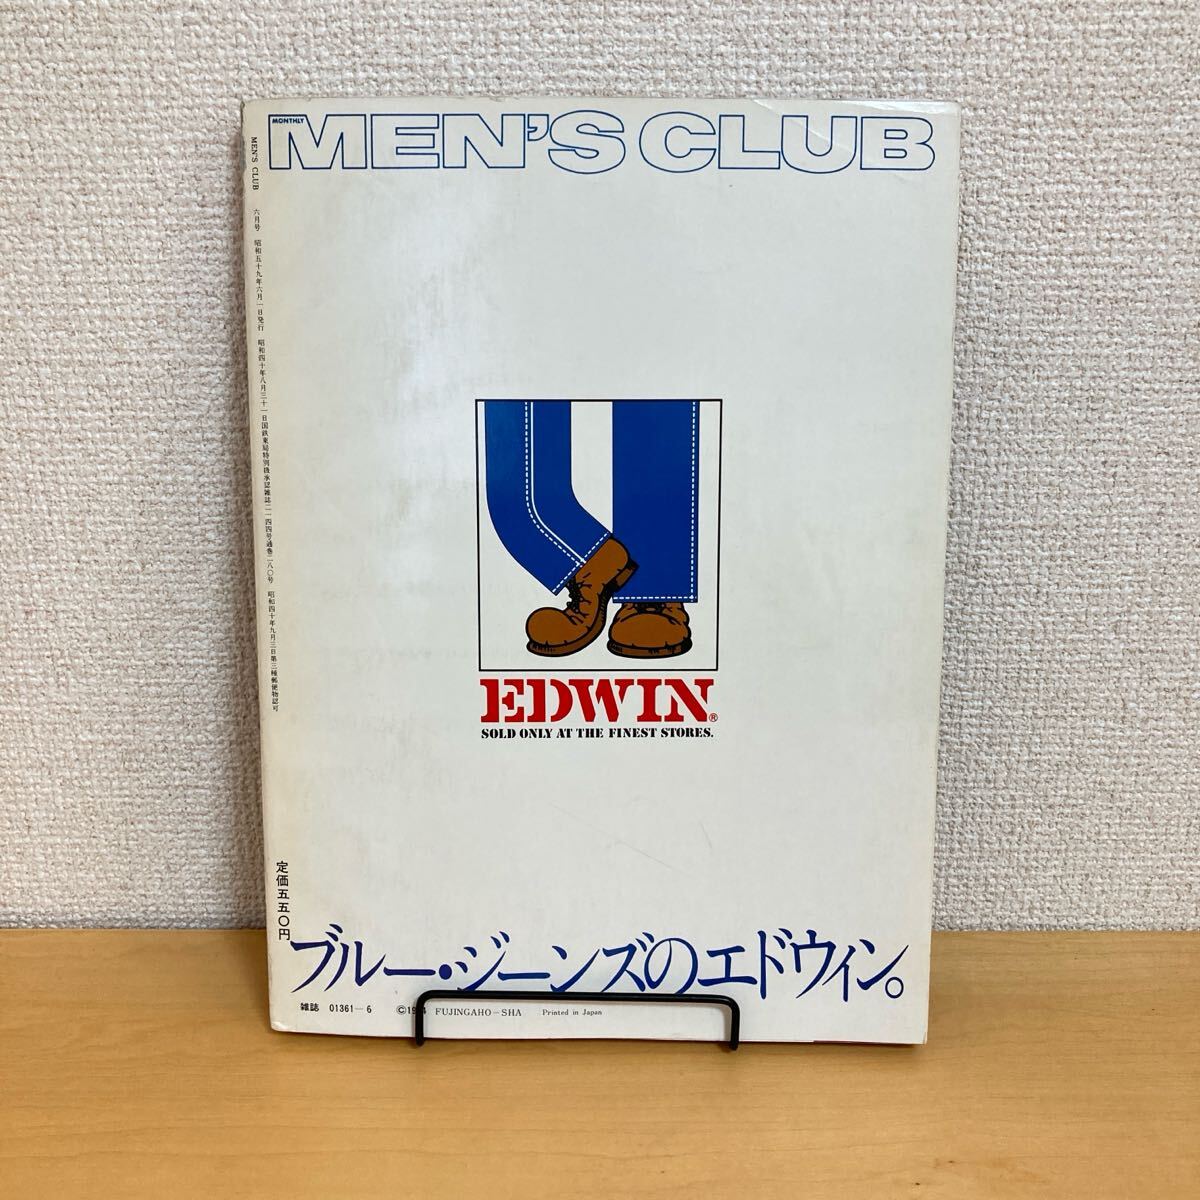 MONTHLY
MEN'S CLUB
MEN'S CLUB 六月号 昭和五十九年六月一日発行 昭和四十年八月三十一日国鉄東局特別扱承認雑誌二一四四号通巻二八〇号 昭和四十年九月三日第三種郵便物認可
EDWIN®
SOLD ONLY AT THE FINEST STORES.
定価五五〇円
ブルー・ジーンズのエドウィン。
雑誌 01361-6 © FUJINGAHO-SHA Printed in Japan